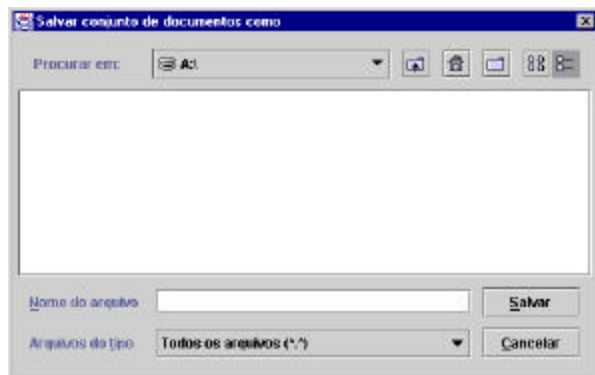 Salvar conjunto de documentos como
Procurar em: A:\
Nome do arquivo Salvar
Arquivos do tipo Todos os arquivos (*.*) Cancelar